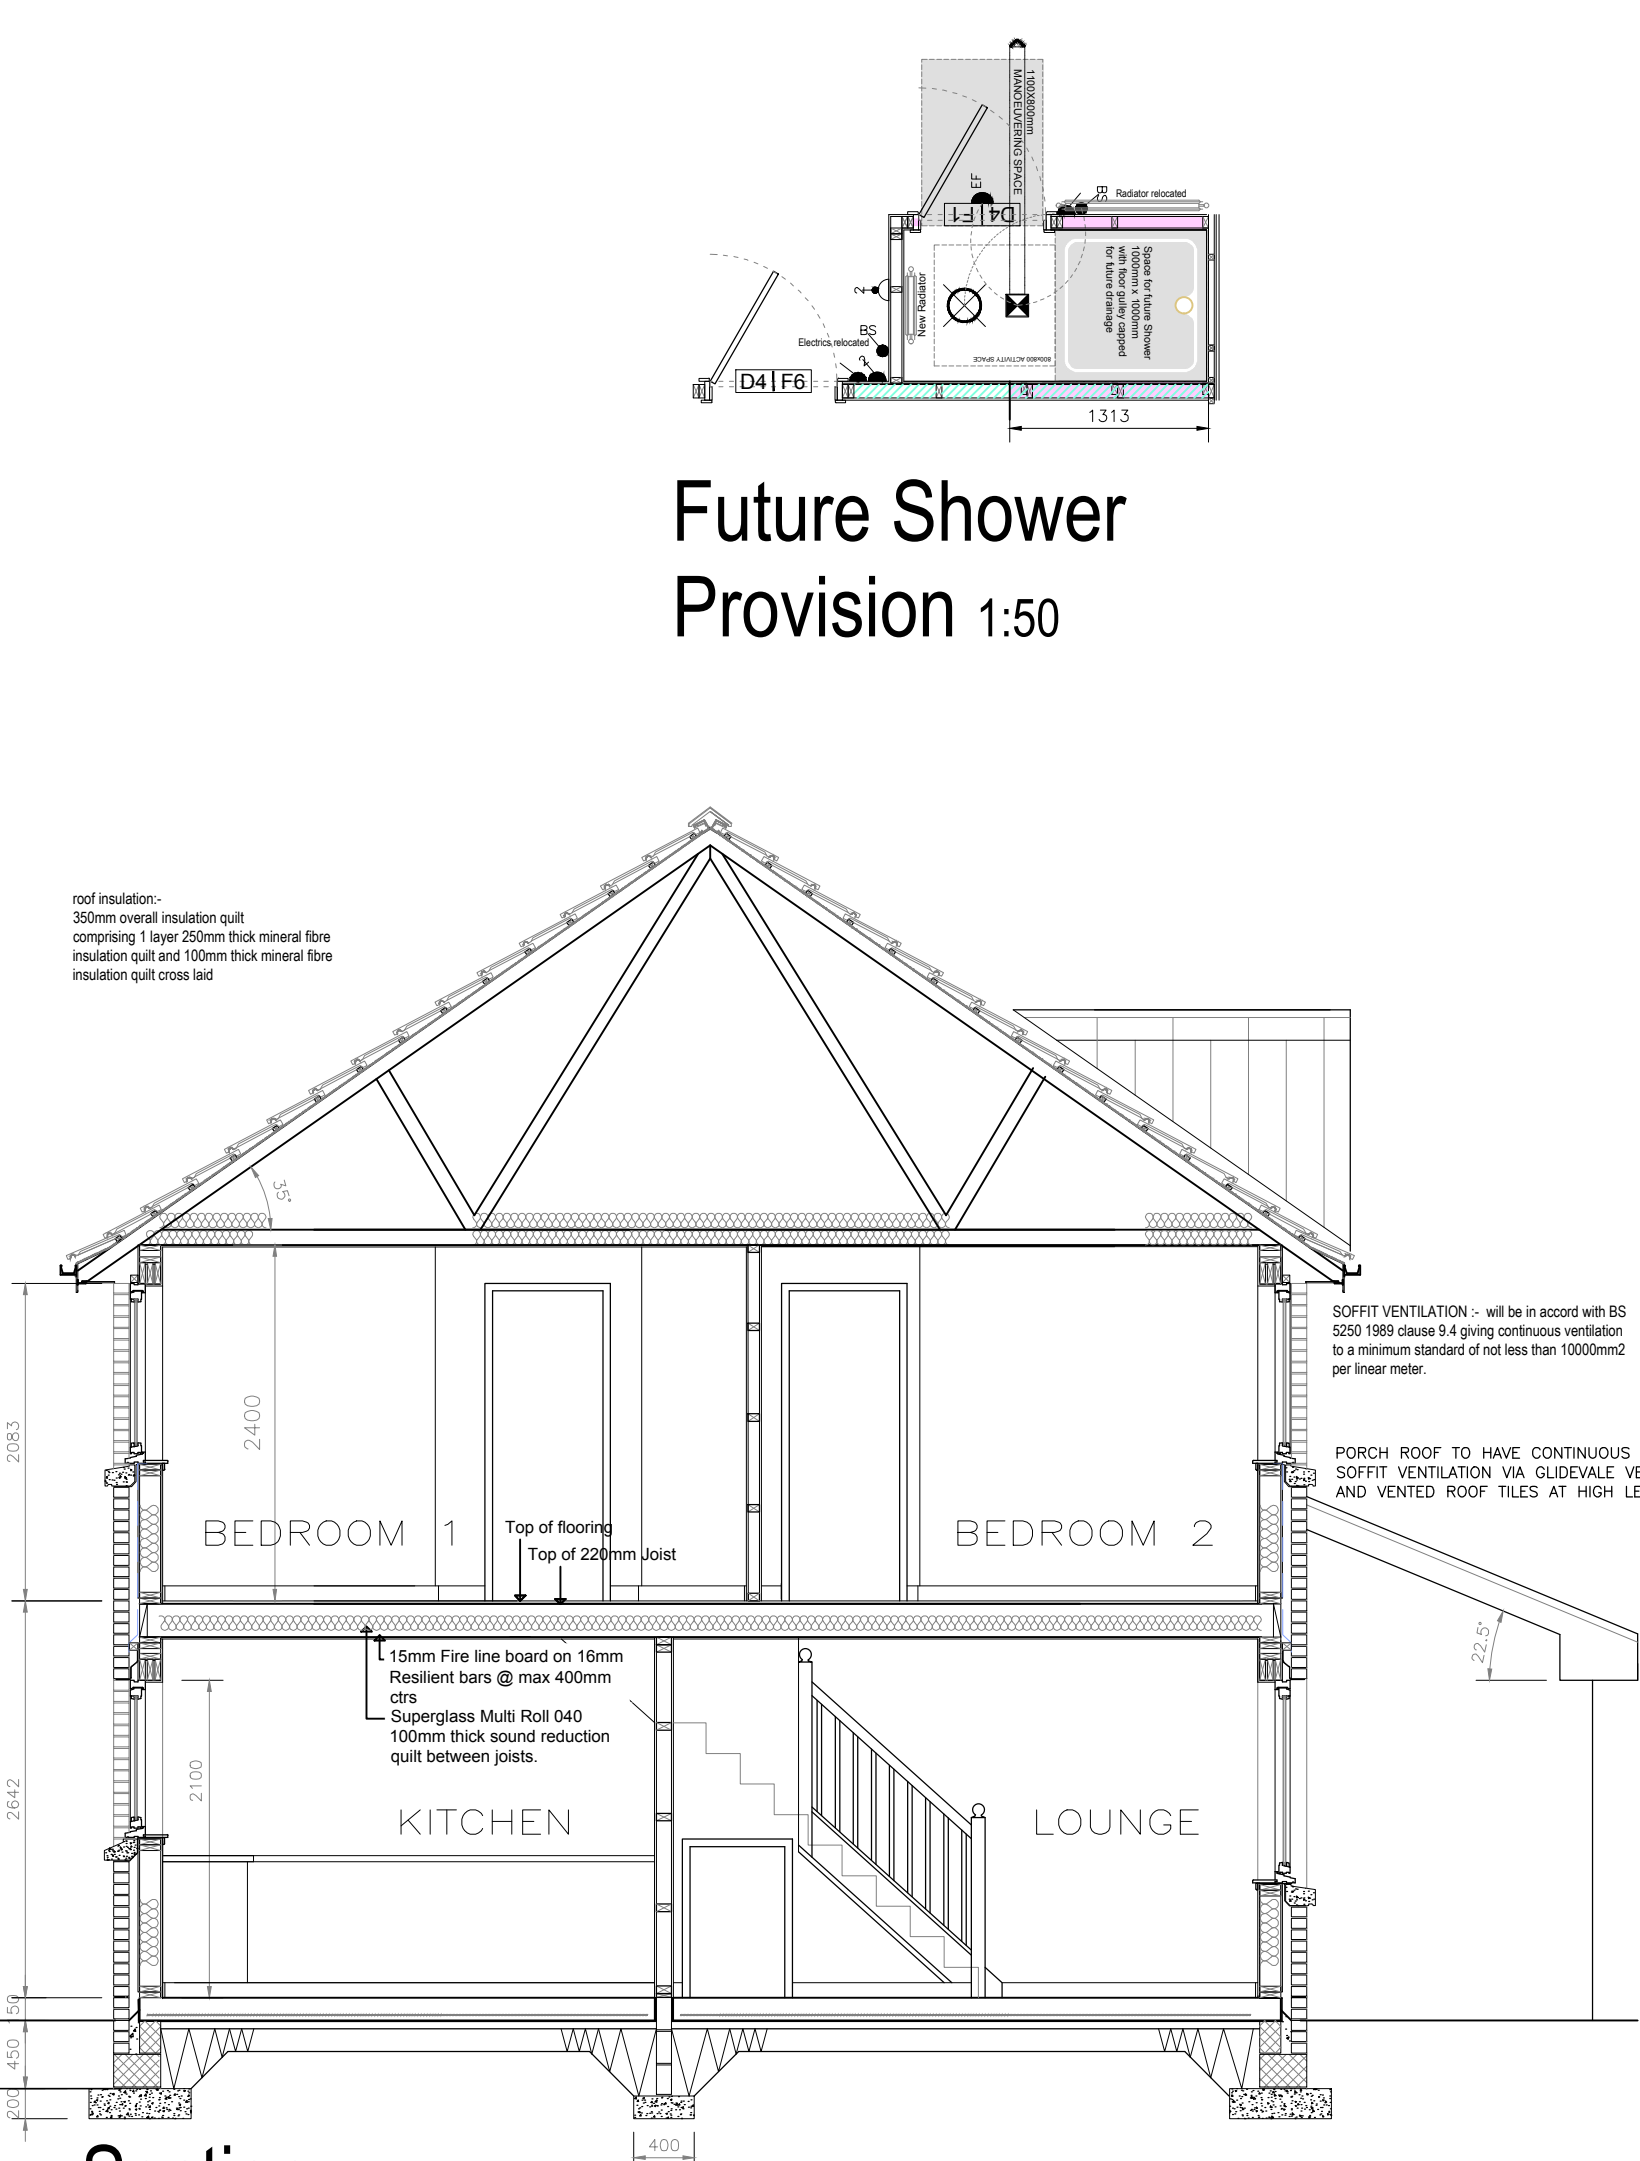 1100X800mm
MANOEUVERING SPACE
EF
D4 F1
BS
Radiator relocated
2
New Radiator
Space for future Shower
1000mm x 1000mm
with floor gulley capped
for future drainage
BS
Electrics relocated
2
800x800 ACTIVITY SPACE
D4 F6
1313
Future Shower
Provision 1:50
roof insulation:-
350mm overall insulation quilt
comprising 1 layer 250mm thick mineral fibre
insulation quilt and 100mm thick mineral fibre
insulation quilt cross laid
35°
SOFFIT VENTILATION :- will be in accord with BS
5250 1989 clause 9.4 giving continuous ventilation
to a minimum standard of not less than 10000mm2
per linear meter.
2083
2400
PORCH ROOF TO HAVE CONTINUOUS
SOFFIT VENTILATION VIA GLIDEVALE VE
AND VENTED ROOF TILES AT HIGH LE
BEDROOM 1
Top of flooring
Top of 220mm Joist
BEDROOM 2
22.5°
15mm Fire line board on 16mm
Resilient bars @ max 400mm
ctrs
Superglass Multi Roll 040
100mm thick sound reduction
quilt between joists.
2642
2100
KITCHEN
LOUNGE
150
450
200
400